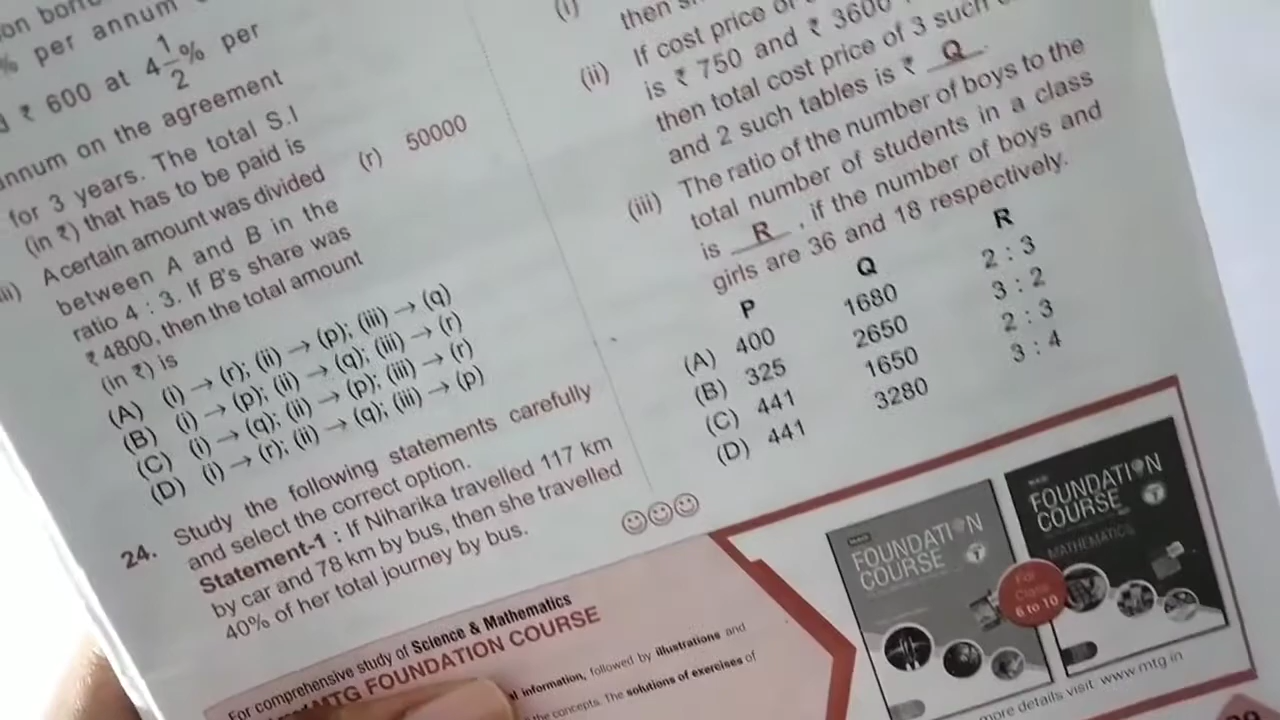 % per annum
₹ 600 at 4 1/2 % per
annum on the agreement
for 3 years. The total S.I
(in ₹) that has to be paid is
A certain amount was divided
between A and B in the
ratio 4 : 3. If B's share was
₹ 4800, then the total amount
(in ₹) is
(r) 50000
(A) (i) → (r); (ii) → (p); (iii) → (q)
(B) (i) → (p); (ii) → (q); (iii) → (r)
(C) (i) → (q); (ii) → (p); (iii) → (r)
(D) (i) → (r); (ii) → (q); (iii) → (p)
24. Study the following statements carefully
and select the correct option.
Statement-1 : If Niharika travelled 117 km
by car and 78 km by bus, then she travelled
40% of her total journey by bus.
(i)
then
(ii) If cost price of
is ₹ 750 and ₹ 3600
then total cost price of 3 such
and 2 such tables is ₹ Q .
(iii) The ratio of the number of boys to the
total number of students in a class
is R , if the number of boys and
girls are 36 and 18 respectively.
P Q R
(A) 400 1680 2 : 3
(B) 325 2650 3 : 2
(C) 441 1650 2 : 3
(D) 441 3280 3 : 4
For comprehensive study of Science & Mathematics
MTG FOUNDATION COURSE
information, followed by illustrations and
the concepts. The solutions of exercises of
FOUNDATION
COURSE
FOUNDATION
COURSE
MATHEMATICS
For
Class
6 to 10
more details visit: www.mtg.in